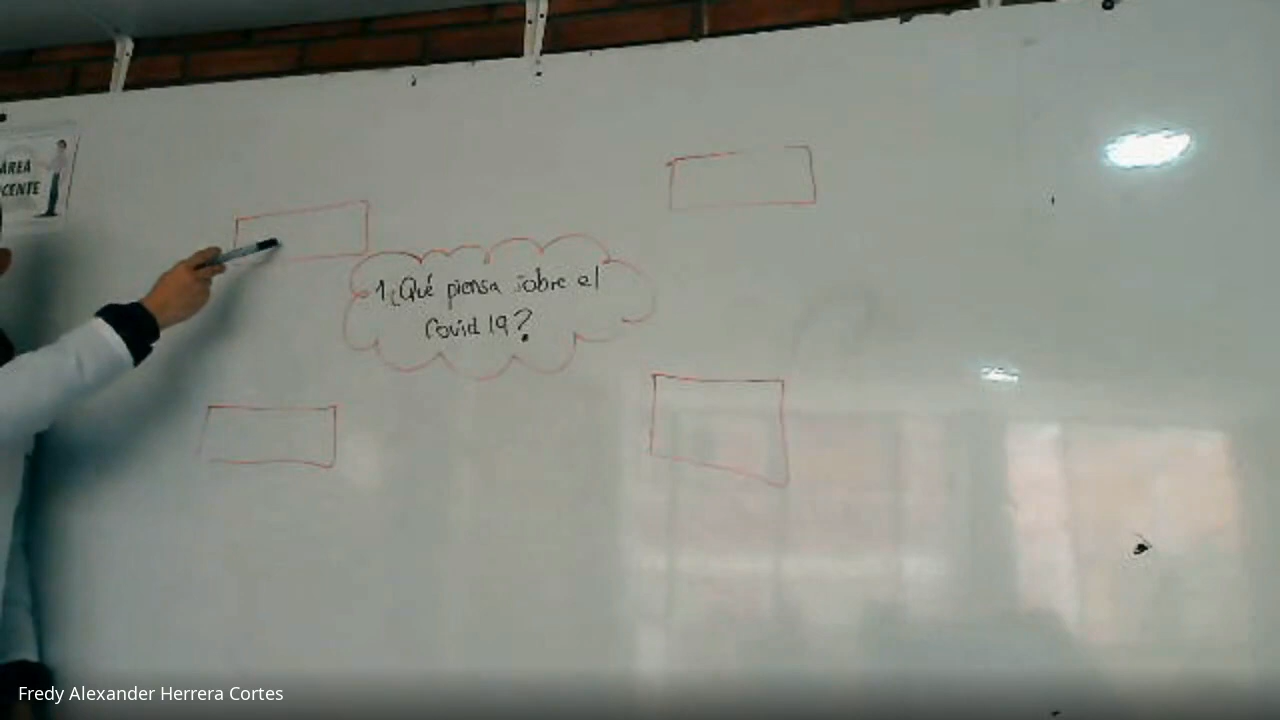 ÁREA
CENTE
1¿Qué piensa sobre el
Covid 19?
Fredy Alexander Herrera Cortes